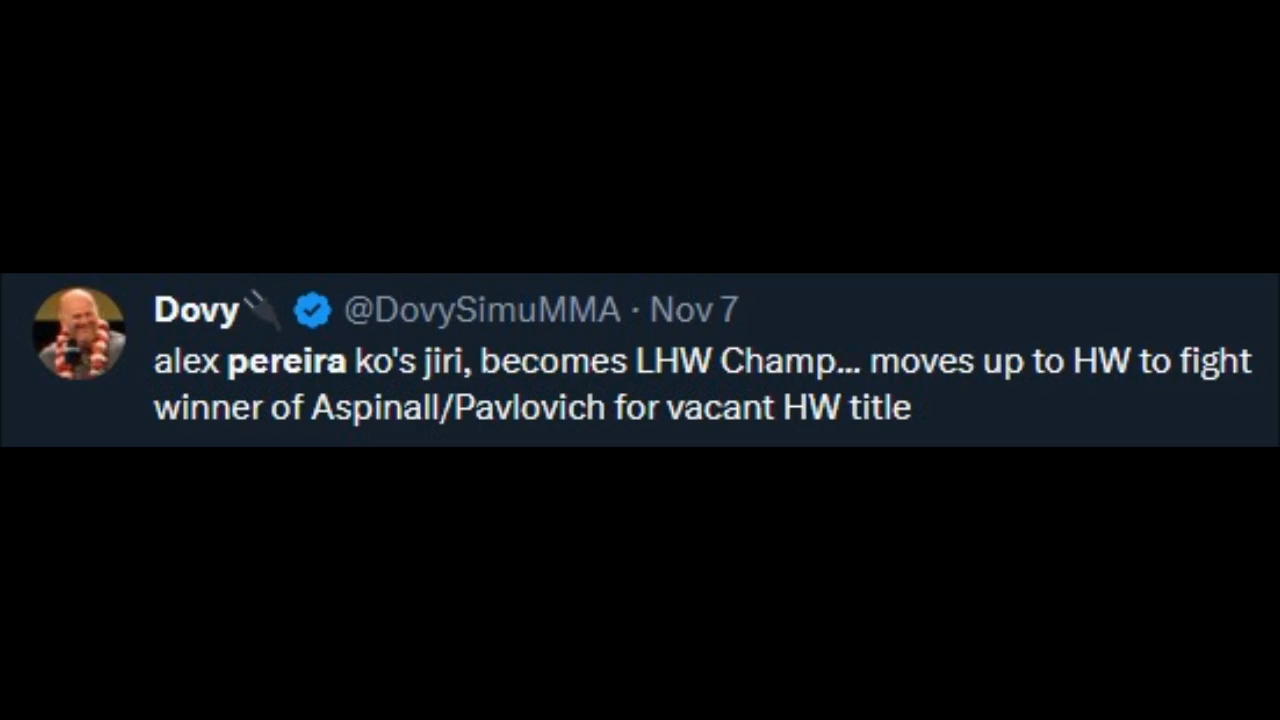 Dovy🔌 @DovySimuMMA · Nov 7
alex pereira ko's jiri, becomes LHW Champ... moves up to HW to fight
winner of Aspinall/Pavlovich for vacant HW title